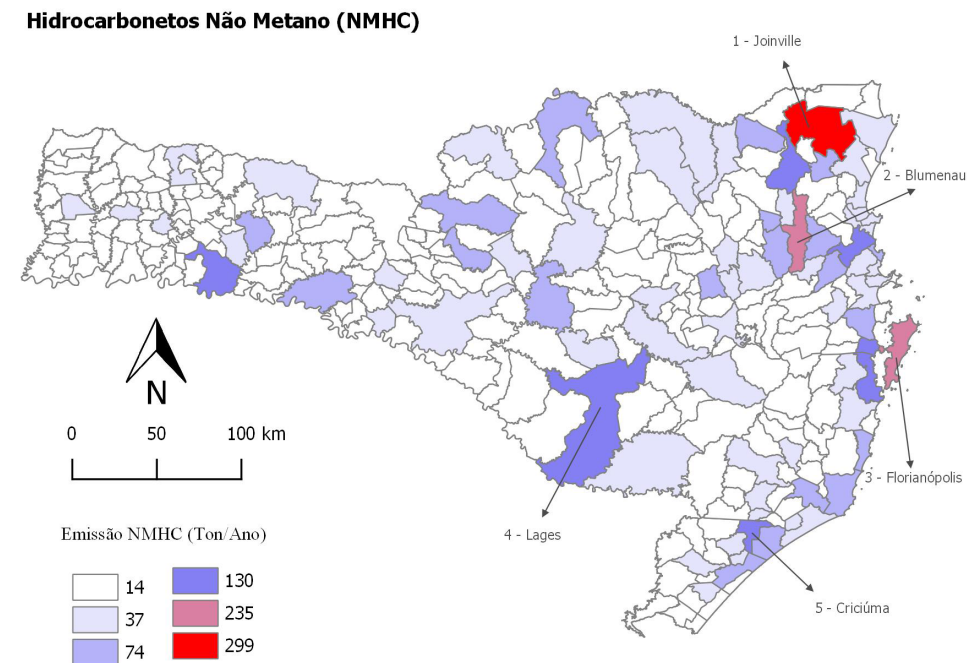 Hidrocarbonetos Não Metano (NMHC)
1 - Joinville
2 - Blumenau
3 - Florianópolis
4 - Lages
5 - Criciúma
N
0 50 100 km
Emissão NMHC (Ton/Ano)
14
37
74
130
235
299